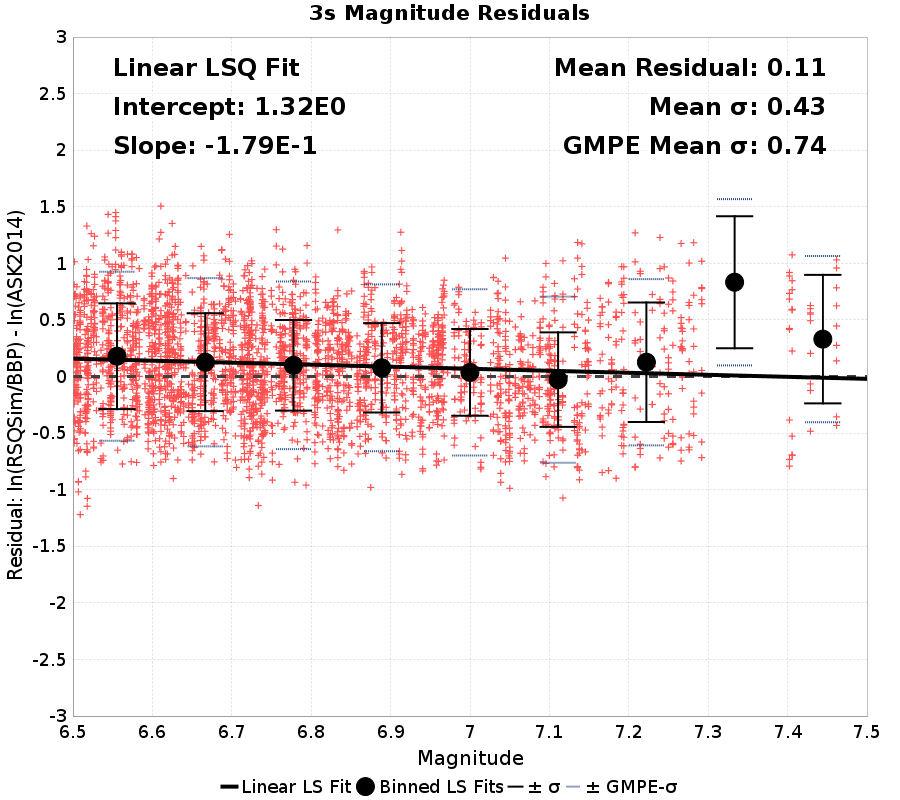 3s Magnitude Residuals
Linear LSQ Fit
Intercept: 1.32E0
Slope: -1.79E-1
Mean Residual: 0.11
Mean σ: 0.43
GMPE Mean σ: 0.74
Residual: ln(RSQSim/BBP) - ln(ASK2014)
3
2.5
2
1.5
1
0.5
0
-0.5
-1
-1.5
-2
-2.5
-3
6.5 6.6 6.7 6.8 6.9 7 7.1 7.2 7.3 7.4 7.5
Magnitude
Linear LS Fit Binned LS Fits ± σ ± GMPE-σ